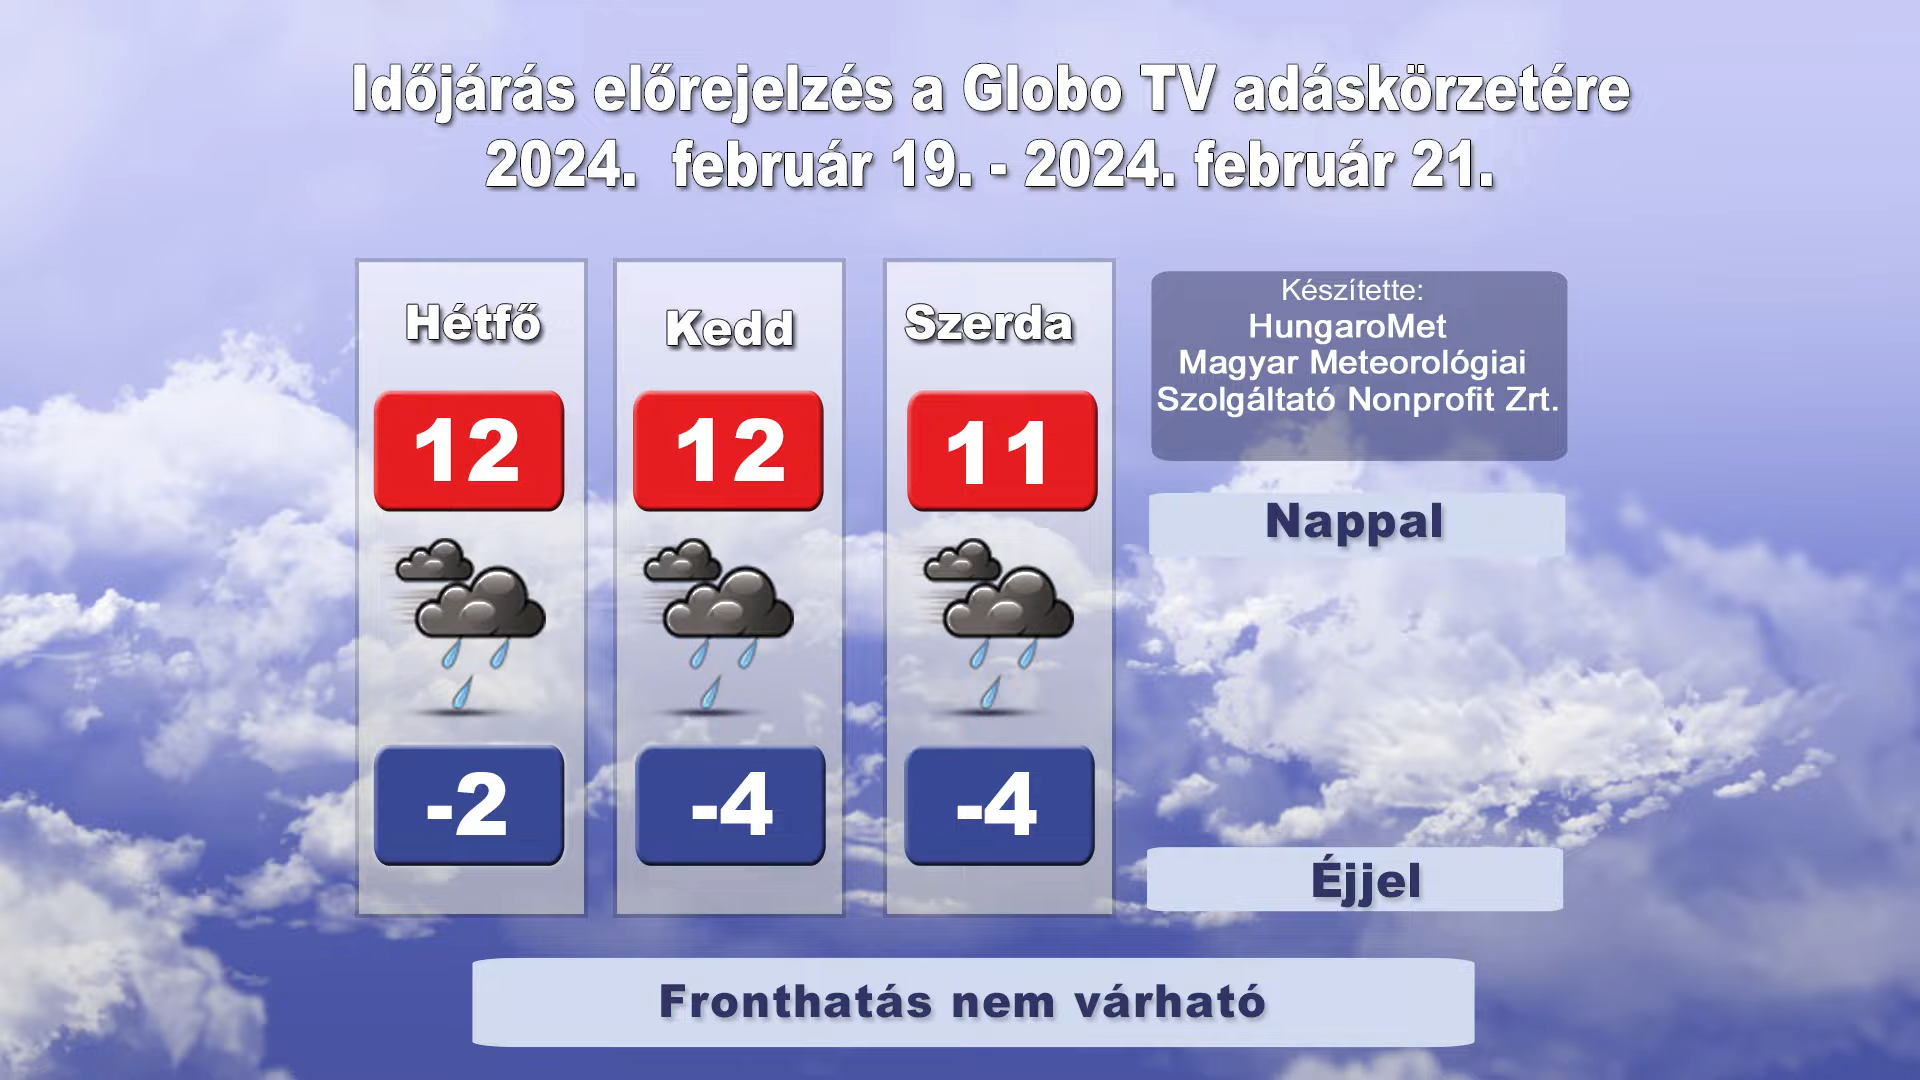 Időjárás előrejelzés a Globo TV adáskörzetére
2024. február 19. - 2024. február 21.
Hétfő
Kedd
Szerda
Készítette:
HungaroMet
Magyar Meteorológiai
Szolgáltató Nonprofit Zrt.
12
12
11
Nappal
-2
-4
-4
Éjjel
Fronthatás nem várható